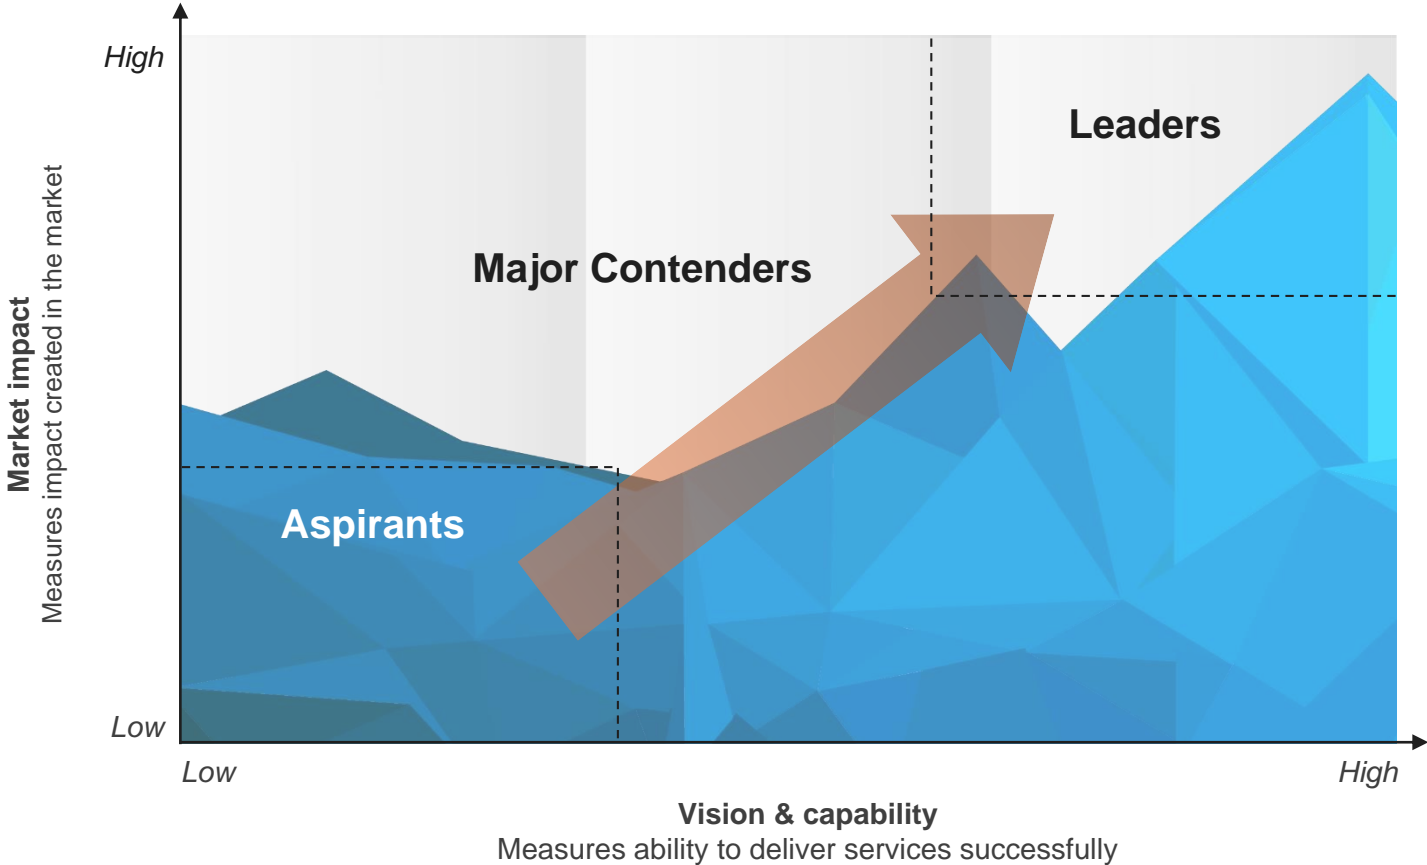 High
Leaders
Major Contenders
Market impact
Measures impact created in the market
Aspirants
Low
Low
High
Vision & capability
Measures ability to deliver services successfully